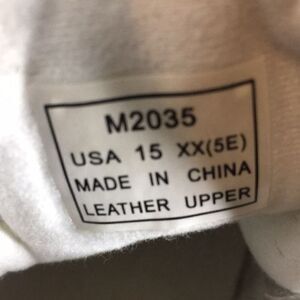 M2035
USA 15 XX(5E)
MADE IN CHINA
LEATHER UPPER